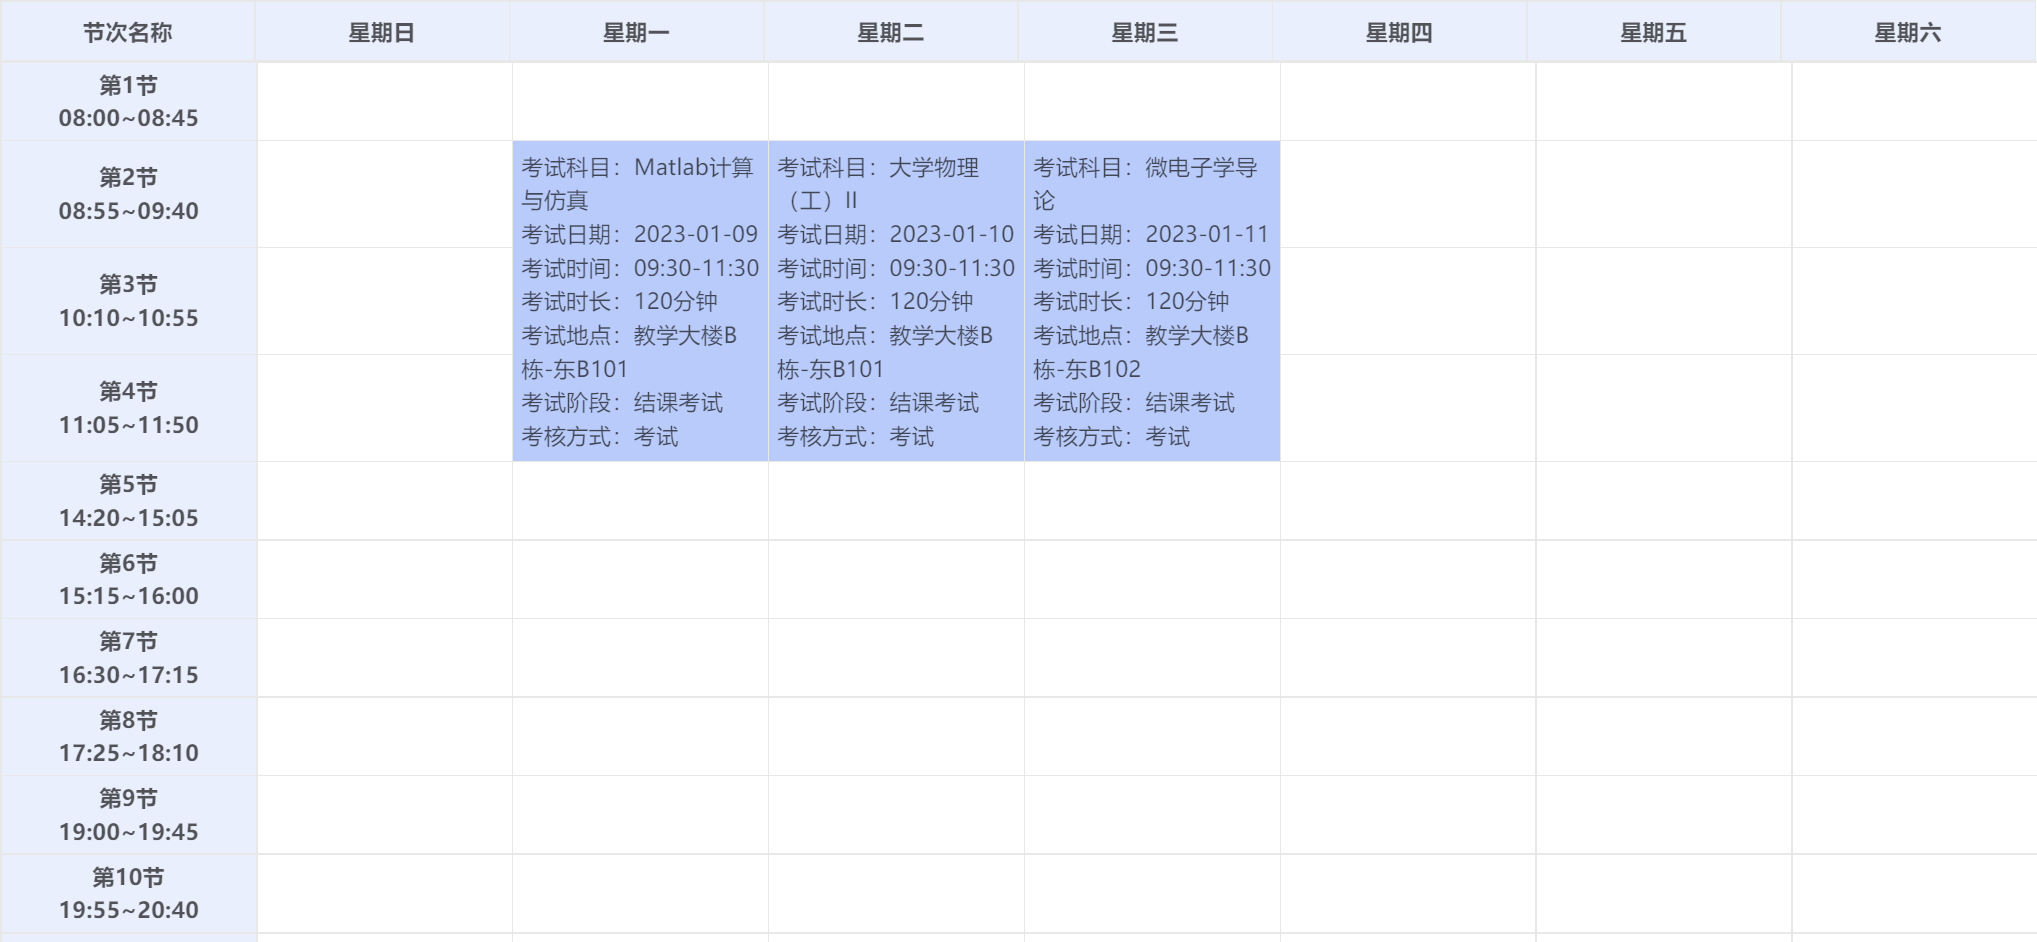 节次名称 星期日 星期一 星期二 星期三 星期四 星期五 星期六
第1节
08:00~08:45
第2节
08:55~09:40
第3节
10:10~10:55
第4节
11:05~11:50
考试科目：Matlab计算
与仿真
考试日期：2023-01-09
考试时间：09:30-11:30
考试时长：120分钟
考试地点：教学大楼B
栋-东B101
考试阶段：结课考试
考核方式：考试
考试科目：大学物理
（工）II
考试日期：2023-01-10
考试时间：09:30-11:30
考试时长：120分钟
考试地点：教学大楼B
栋-东B101
考试阶段：结课考试
考核方式：考试
考试科目：微电子学导
论
考试日期：2023-01-11
考试时间：09:30-11:30
考试时长：120分钟
考试地点：教学大楼B
栋-东B102
考试阶段：结课考试
考核方式：考试
第5节
14:20~15:05
第6节
15:15~16:00
第7节
16:30~17:15
第8节
17:25~18:10
第9节
19:00~19:45
第10节
19:55~20:40